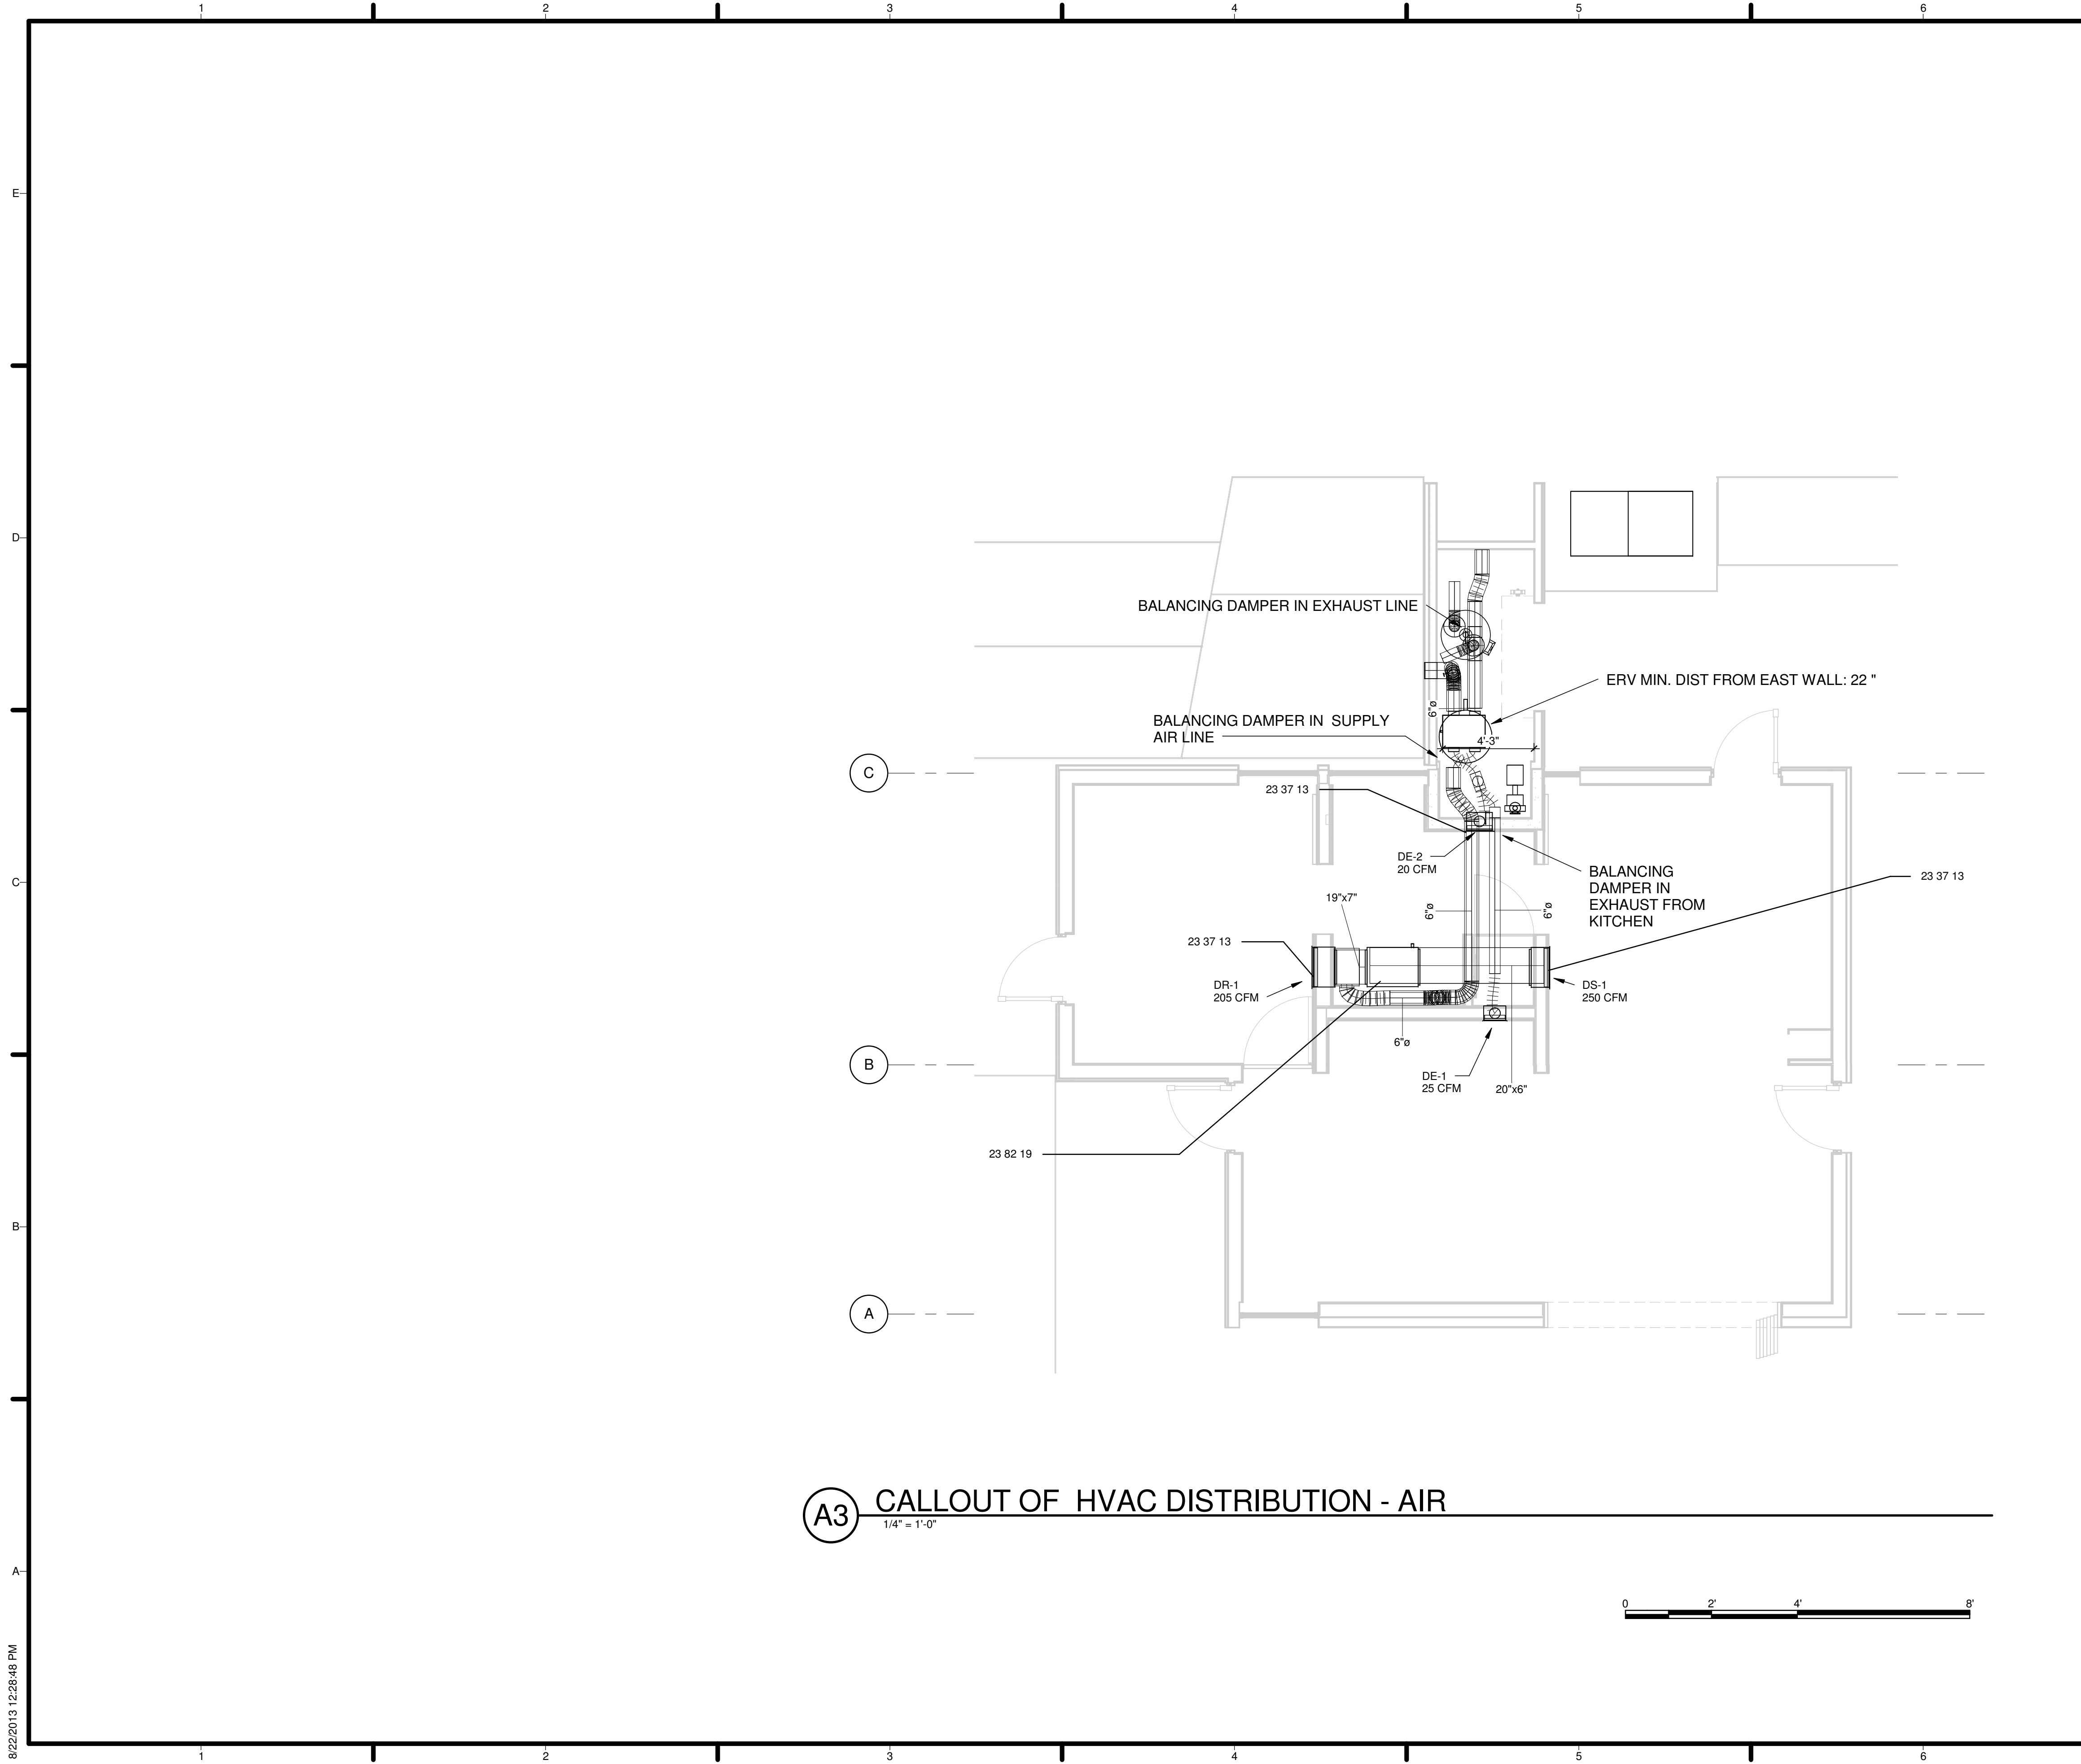 1 2 3 4 5 6
E
D
BALANCING DAMPER IN EXHAUST LINE
ERV MIN. DIST FROM EAST WALL: 22 "
6"ø
BALANCING DAMPER IN SUPPLY
AIR LINE
4'-3"
C
23 37 13
DE-2
20 CFM
BALANCING
DAMPER IN
EXHAUST FROM
KITCHEN
23 37 13
C
19"x7"
6"ø
6"ø
23 37 13
DR-1
205 CFM
DS-1
250 CFM
6"ø
B
DE-1
25 CFM
20"x6"
23 82 19
B
A
A3
CALLOUT OF HVAC DISTRIBUTION - AIR
1/4" = 1'-0"
A
0 2' 4' 8'
8/22/2013 12:28:48 PM
1 2 3 4 5 6